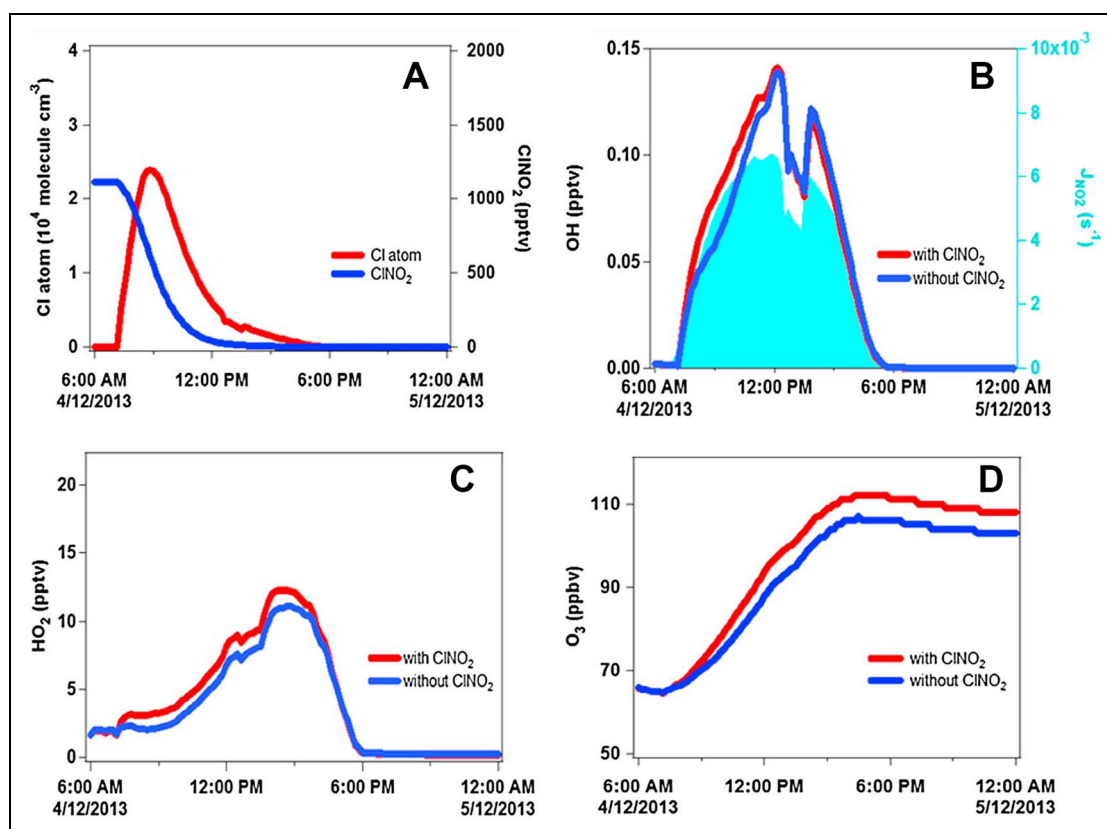 A
Cl atom (10⁴ molecule cm⁻³)
4
3
2
1
0
2000
1500
1000
500
0
ClNO₂ (pptv)
Cl atom
ClNO₂
6:00 AM
12:00 PM
6:00 PM
12:00 AM
4/12/2013
5/12/2013
B
OH (pptv)
0.15
0.10
0.05
0.00
10x10⁻³
8
6
4
2
0
J_NO2 (s⁻¹)
with ClNO₂
without ClNO₂
6:00 AM
12:00 PM
6:00 PM
12:00 AM
4/12/2013
5/12/2013
C
HO₂ (pptv)
20
15
10
5
0
with ClNO₂
without ClNO₂
6:00 AM
12:00 PM
6:00 PM
12:00 AM
4/12/2013
5/12/2013
D
O₃ (ppbv)
110
90
70
50
with ClNO₂
without ClNO₂
6:00 AM
12:00 PM
6:00 PM
12:00 AM
4/12/2013
5/12/2013